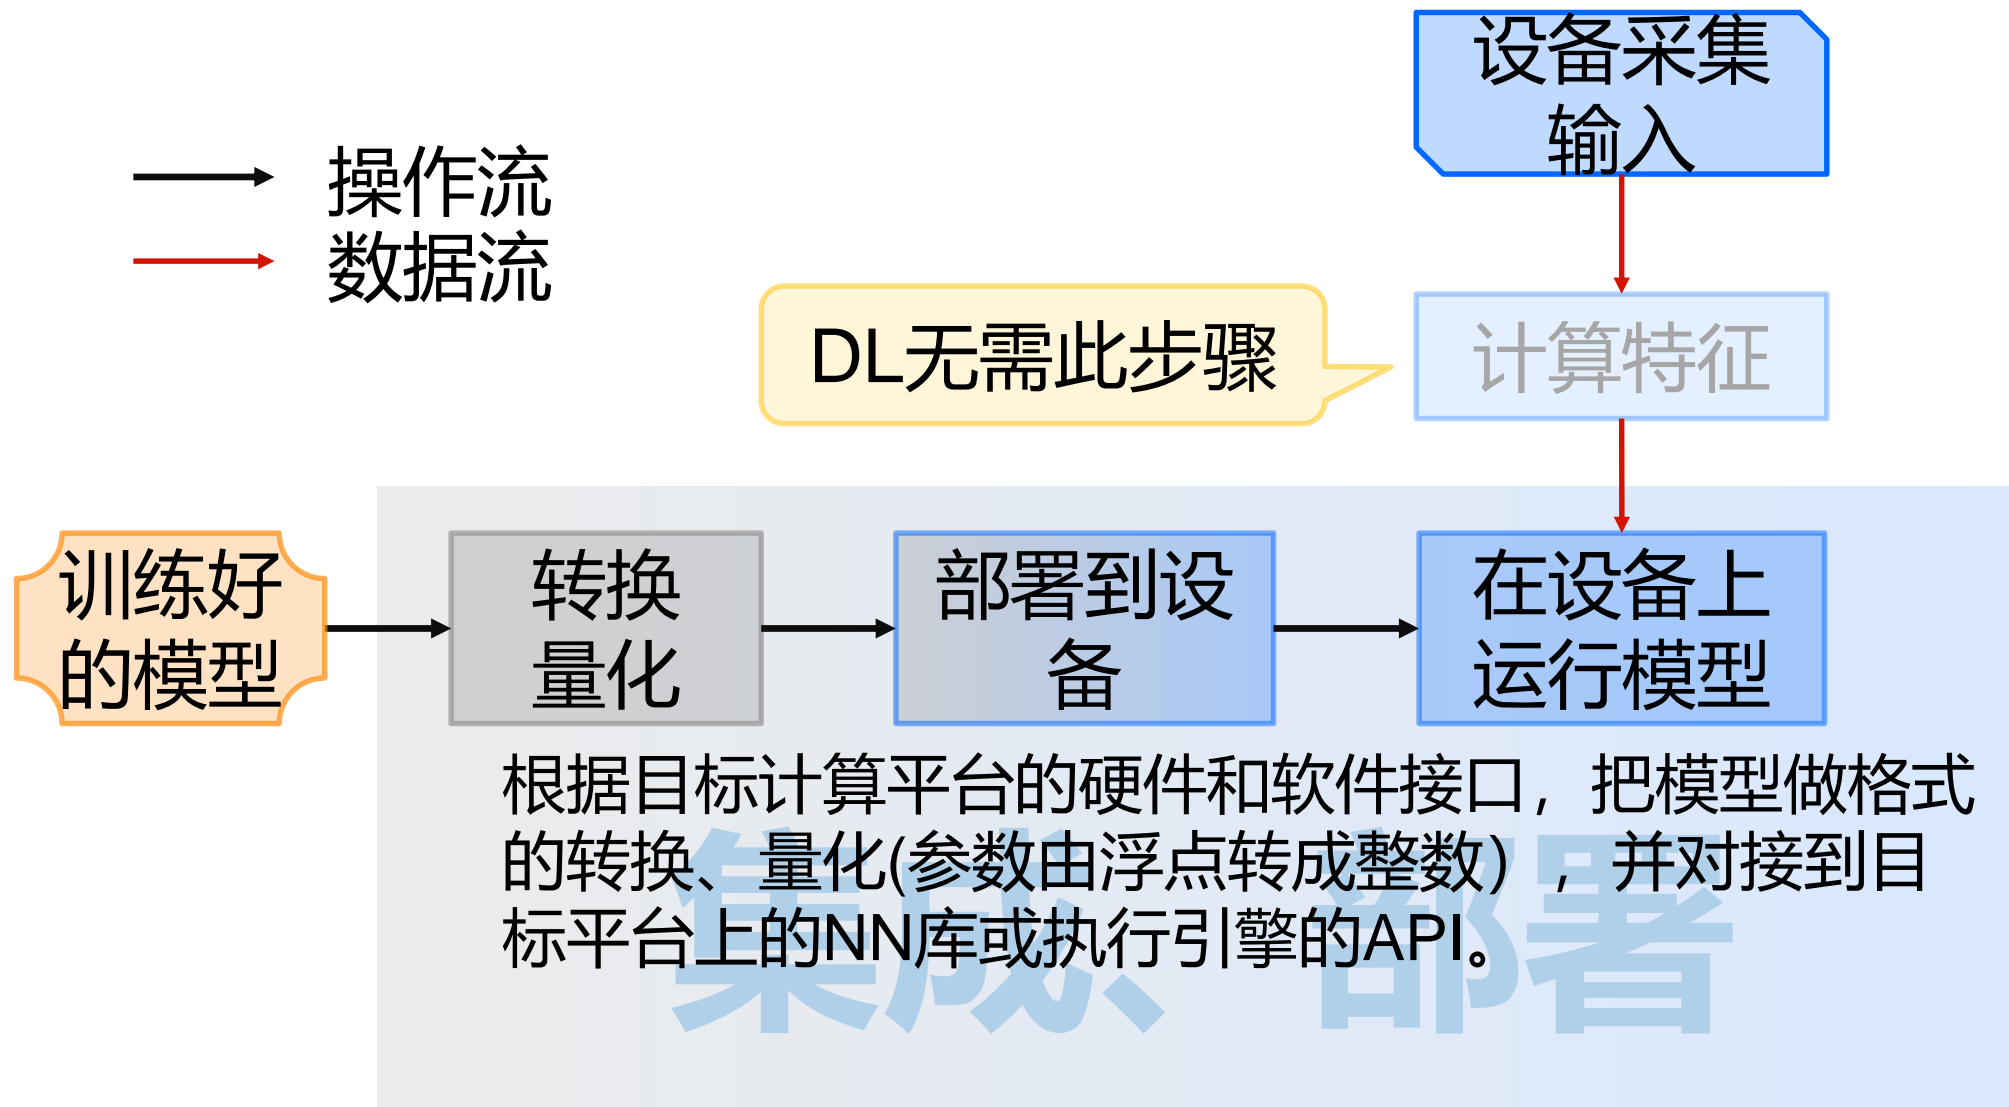 设备采集
输入
操作流
数据流
DL无需此步骤
计算特征
训练好
的模型
转换
量化
部署到设
备
在设备上
运行模型
根据目标计算平台的硬件和软件接口，把模型做格式
的转换、量化(参数由浮点转成整数），并对接到目
标平台上的NN库或执行引擎的API。
集成、部署